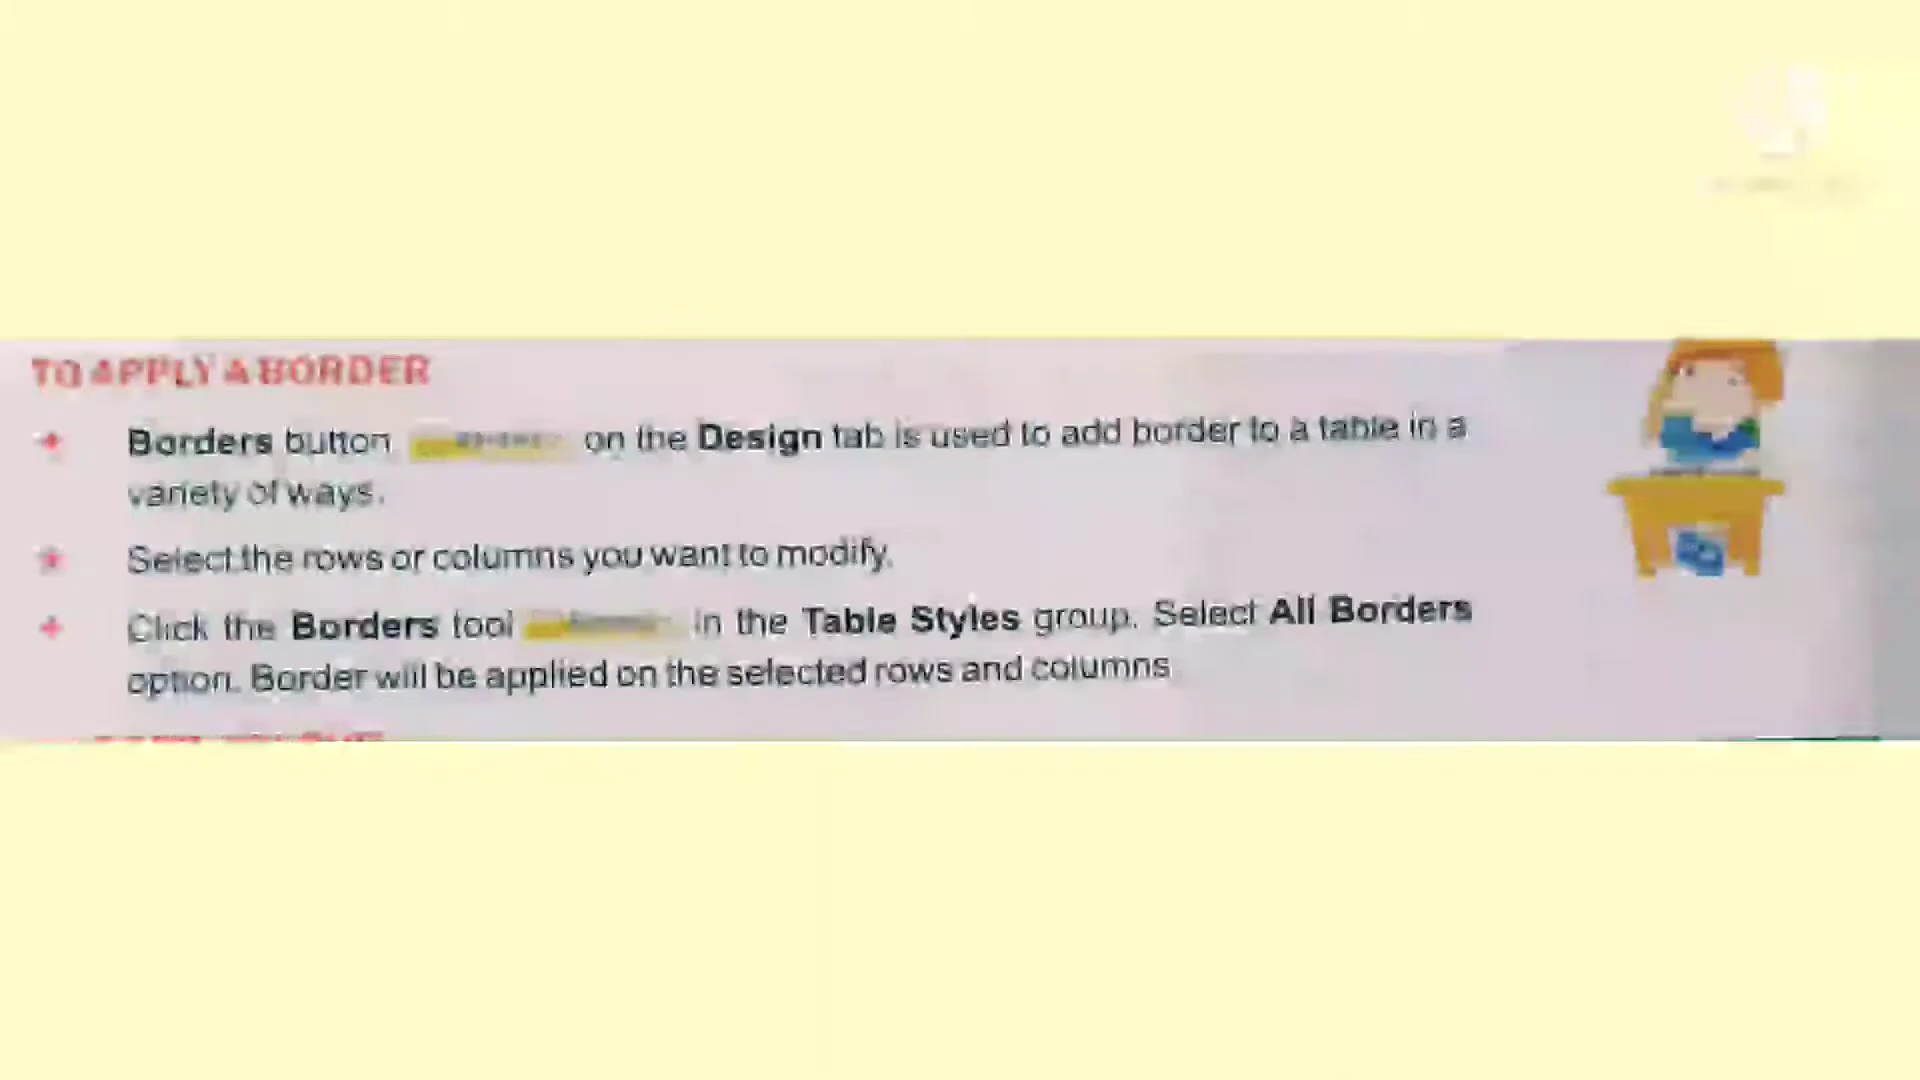 TO APPLY A BORDER
Borders button on the Design tab is used to add border to a table in a
variety of ways.
Select the rows or columns you want to modify.
Click the Borders tool in the Table Styles group. Select All Borders
option. Border will be applied on the selected rows and columns